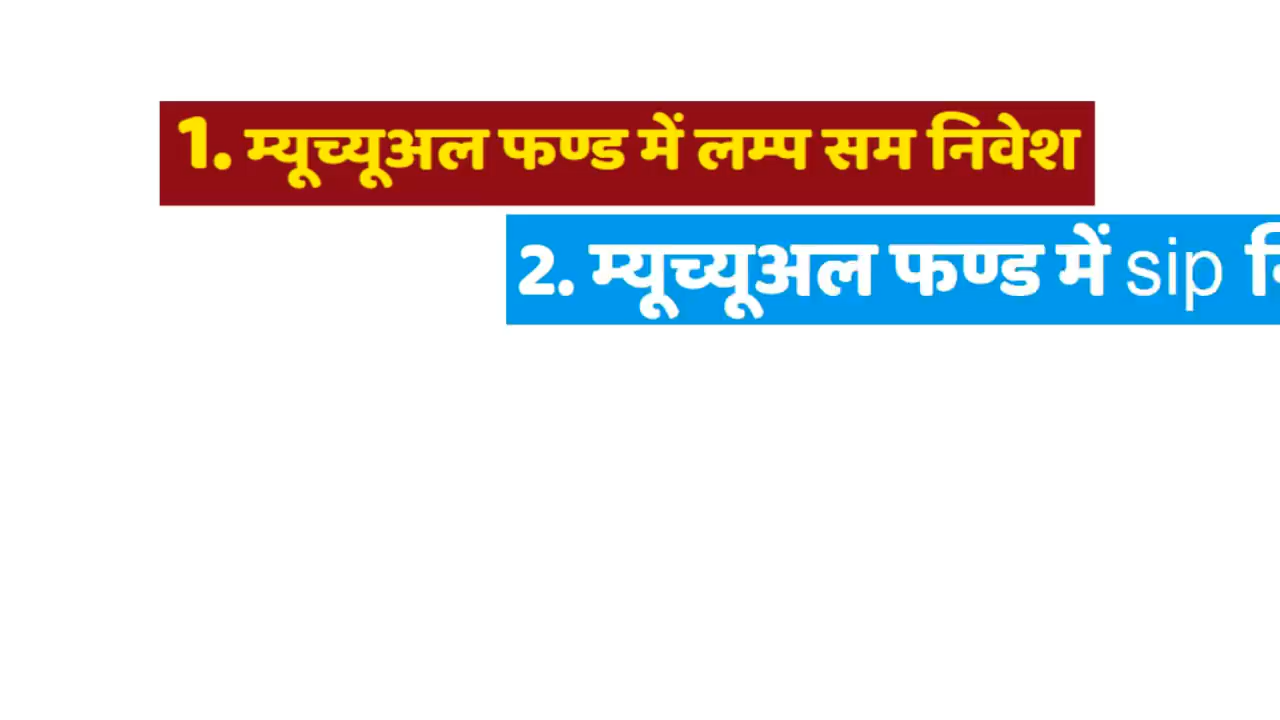 1. म्यूच्यूअल फण्ड में लम्प सम निवेश
2. म्यूच्यूअल फण्ड में sip